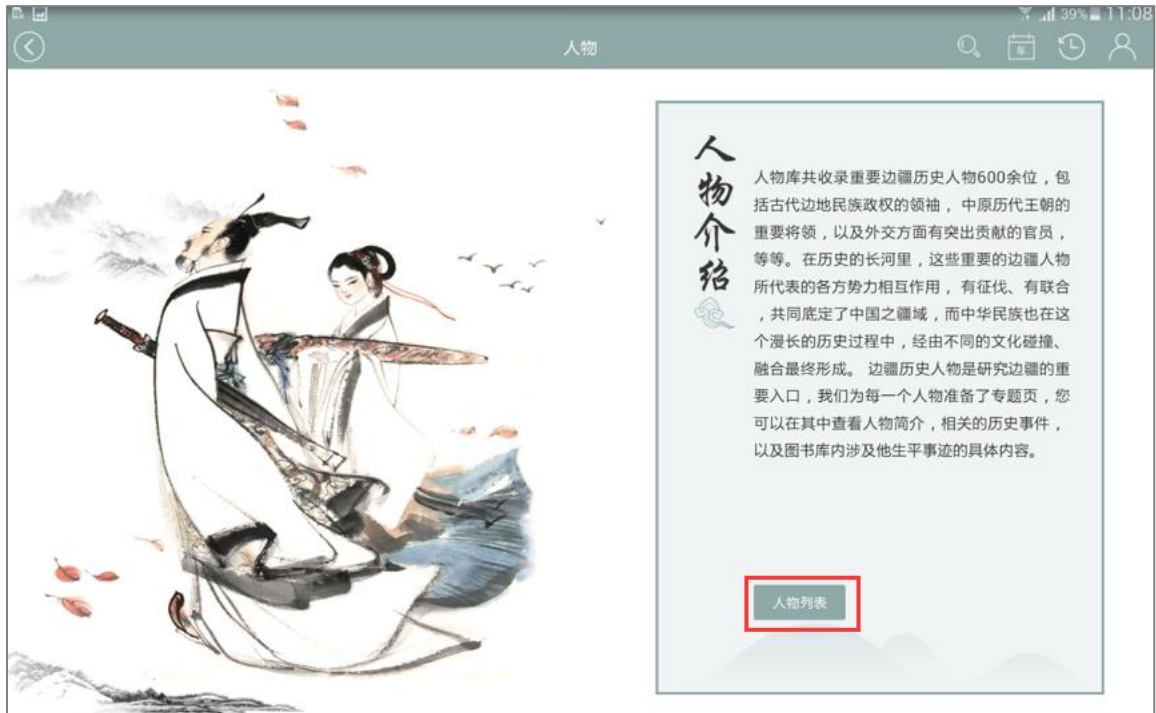 39% 11:08
人物
年
人物介绍
人物库共收录重要边疆历史人物600余位，包
括古代边地民族政权的领袖， 中原历代王朝的
重要将领，以及外交方面有突出贡献的官员，
等等。在历史的长河里，这些重要的边疆人物
所代表的各方势力相互作用， 有征伐、有联合
，共同底定了中国之疆域，而中华民族也在这
个漫长的历史过程中，经由不同的文化碰撞、
融合最终形成。 边疆历史人物是研究边疆的重
要入口，我们为每一个人物准备了专题页，您
可以在其中查看人物简介，相关的历史事件，
以及图书库内涉及他生平事迹的具体内容。
人物列表